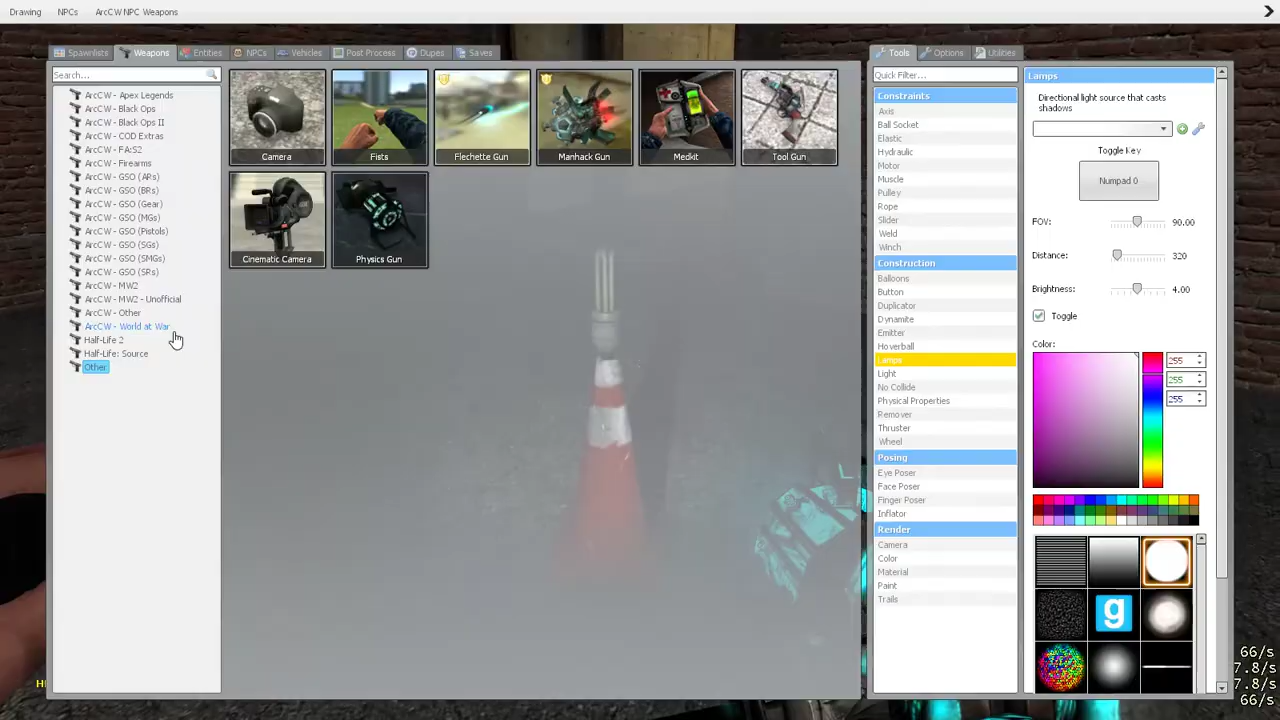 Drawing NPCs ArcCW NPC Weapons
Spawnlists Weapons Entities NPCs Vehicles Post Process Dupes Saves
Search...
ArcCW - Apex Legends
ArcCW - Black Ops
ArcCW - Black Ops II
ArcCW - COD Extras
ArcCW - FA:S2
ArcCW - Firearms
ArcCW - GSO (ARs)
ArcCW - GSO (BRs)
ArcCW - GSO (Gear)
ArcCW - GSO (MGs)
ArcCW - GSO (Pistols)
ArcCW - GSO (SGs)
ArcCW - GSO (SMGs)
ArcCW - GSO (SRs)
ArcCW - MW2
ArcCW - MW2 - Unofficial
ArcCW - Other
ArcCW - World at War
Half-Life 2
Half-Life: Source
Other
Camera Fists Flechette Gun Manhack Gun Medkit Tool Gun
Cinematic Camera Physics Gun
Tools Options Utilities
Quick Filter...
Constraints
Axis
Ball Socket
Elastic
Hydraulic
Motor
Muscle
Pulley
Rope
Slider
Weld
Winch
Construction
Balloons
Button
Duplicator
Dynamite
Emitter
Hoverball
Lamps
Light
No Collide
Physical Properties
Remover
Thruster
Wheel
Posing
Eye Poser
Face Poser
Finger Poser
Inflator
Render
Camera
Color
Material
Paint
Trails
Lamps
Directional light source that casts
shadows
Toggle Key
Numpad 0
FOV: 90.00
Distance: 320
Brightness: 4.00
Toggle
Color:
255
255
255
g
66/s
7.8/s
7.8/s
66/s